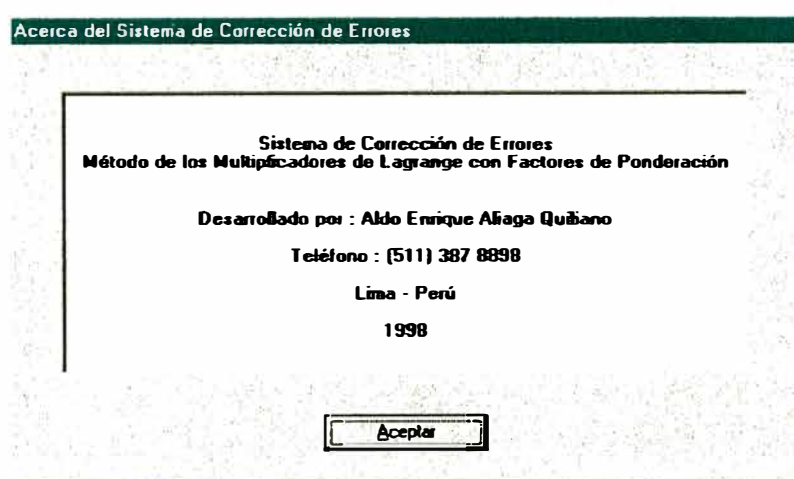 Acerca del Sistema de Corrección de Errores
Sistema de Corrección de Errores
Método de los Multiplicadores de Lagrange con Factores de Ponderación
Desarrollado por : Aldo Enrique Aliaga Quiliano
Teléfono : (511) 387 8898
Lima - Perú
1998
Aceptar